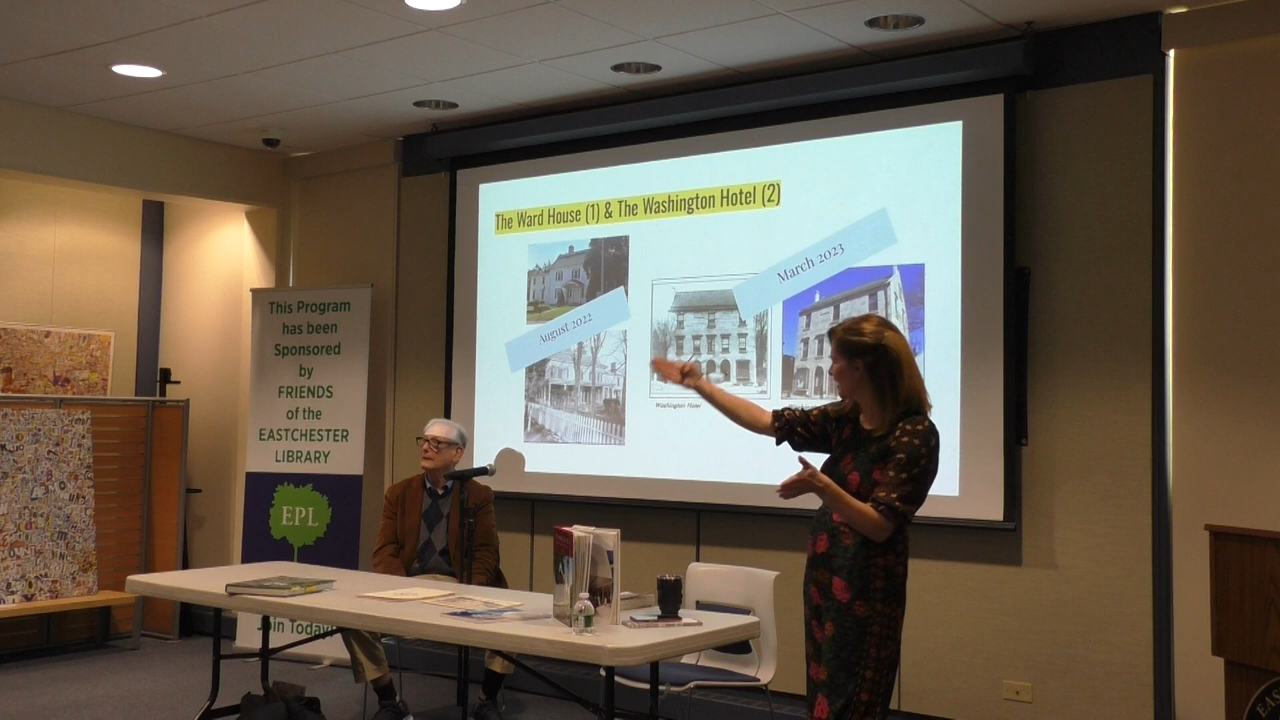 The Ward House (1) & The Washington Hotel (2)
August 2022
March 2023
Washington Hotel
This Program
has been
Sponsored
by
FRIENDS
of the
EASTCHESTER
LIBRARY
EPL
Join Today!